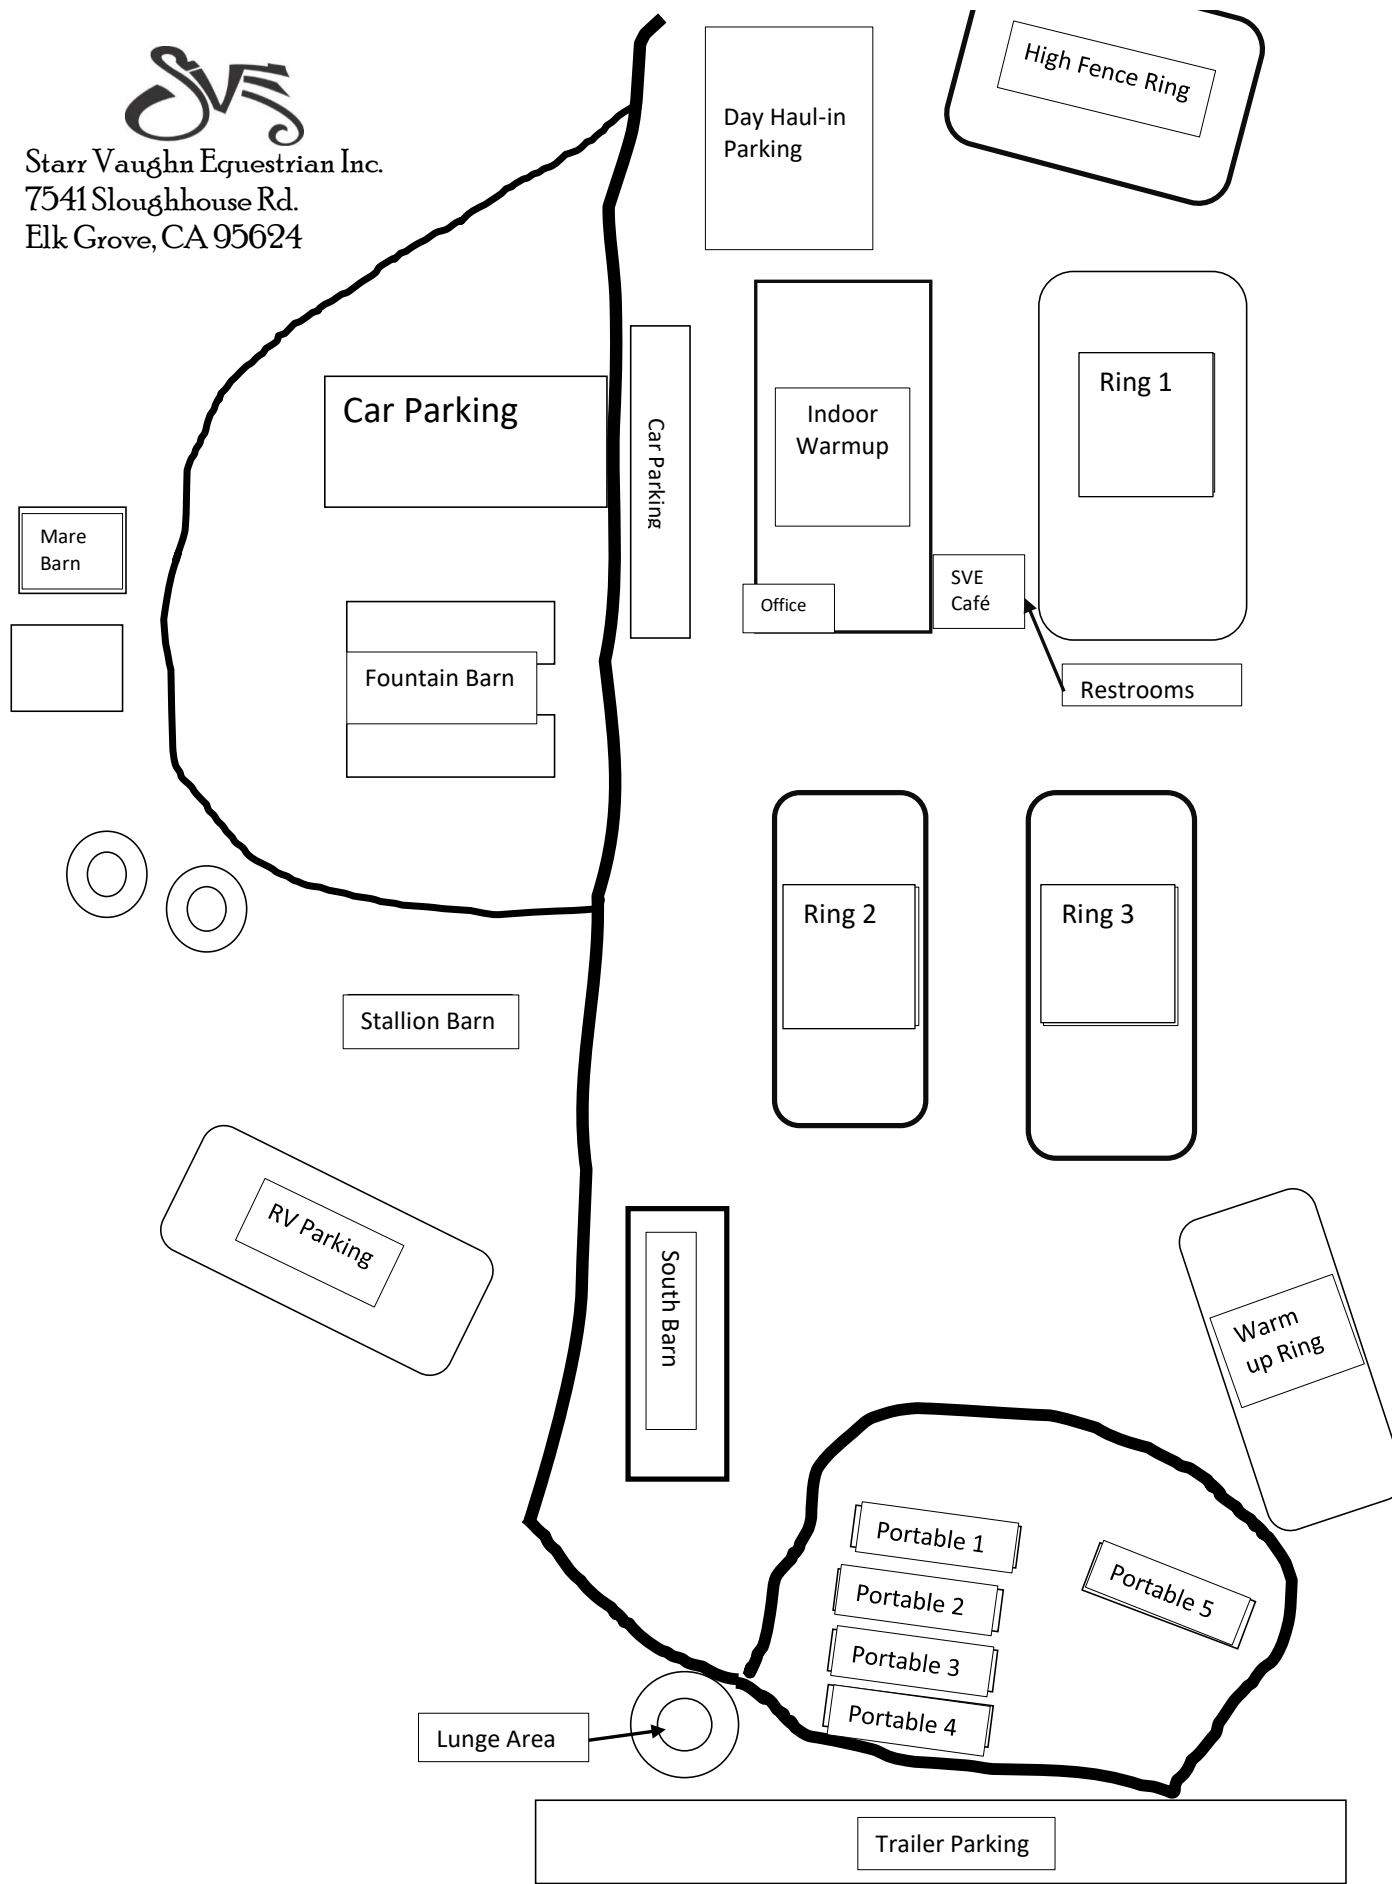 SVE
Starr Vaughn Equestrian Inc.
7541 Sloughhouse Rd.
Elk Grove, CA 95624
Day Haul-in
Parking
High Fence Ring
Car Parking
Car Parking
Indoor
Warmup
Ring 1
Mare
Barn
Office
SVE
Café
Fountain Barn
Restrooms
Ring 2
Ring 3
Stallion Barn
RV Parking
South Barn
Warm
up Ring
Portable 1
Portable 2
Portable 3
Portable 4
Portable 5
Lunge Area
Trailer Parking